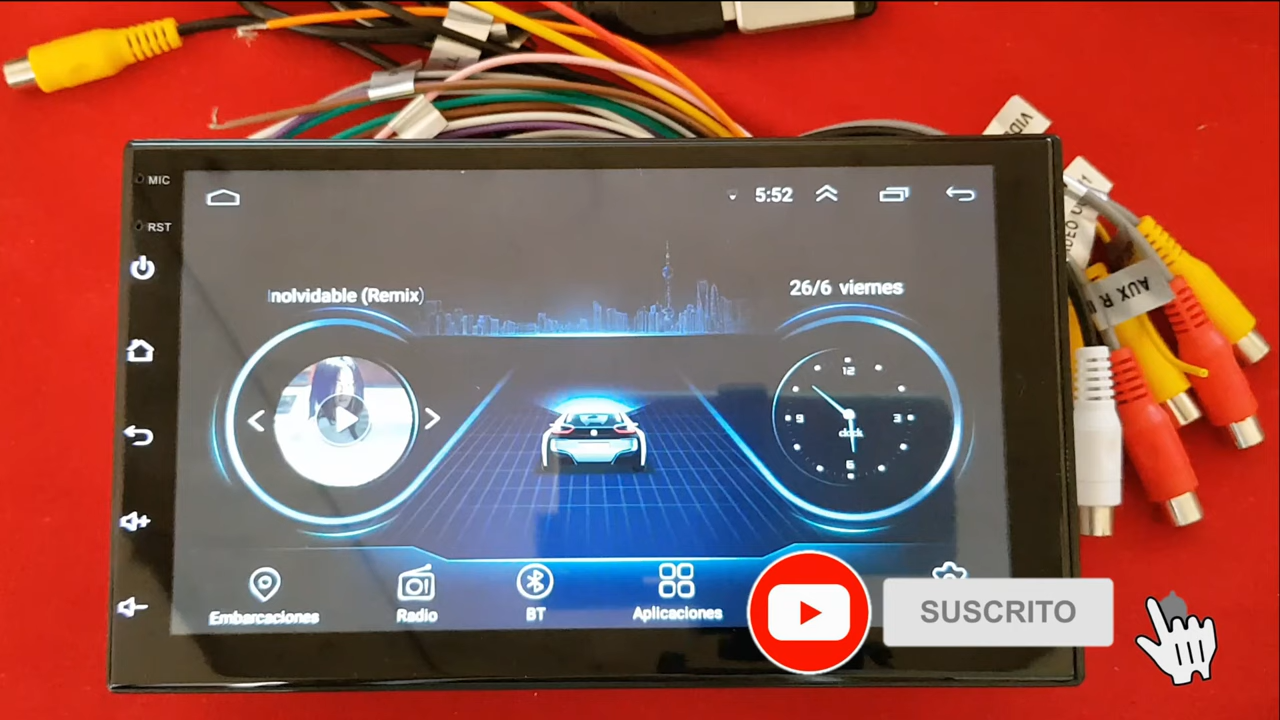 VIDEO
MIC
RST
5:52
Inolvidable (Remix)
26/6 viernes
AUX R
12
3
9
clock
6
Embarcaciones
Radio
BT
Aplicaciones
SUSCRITO